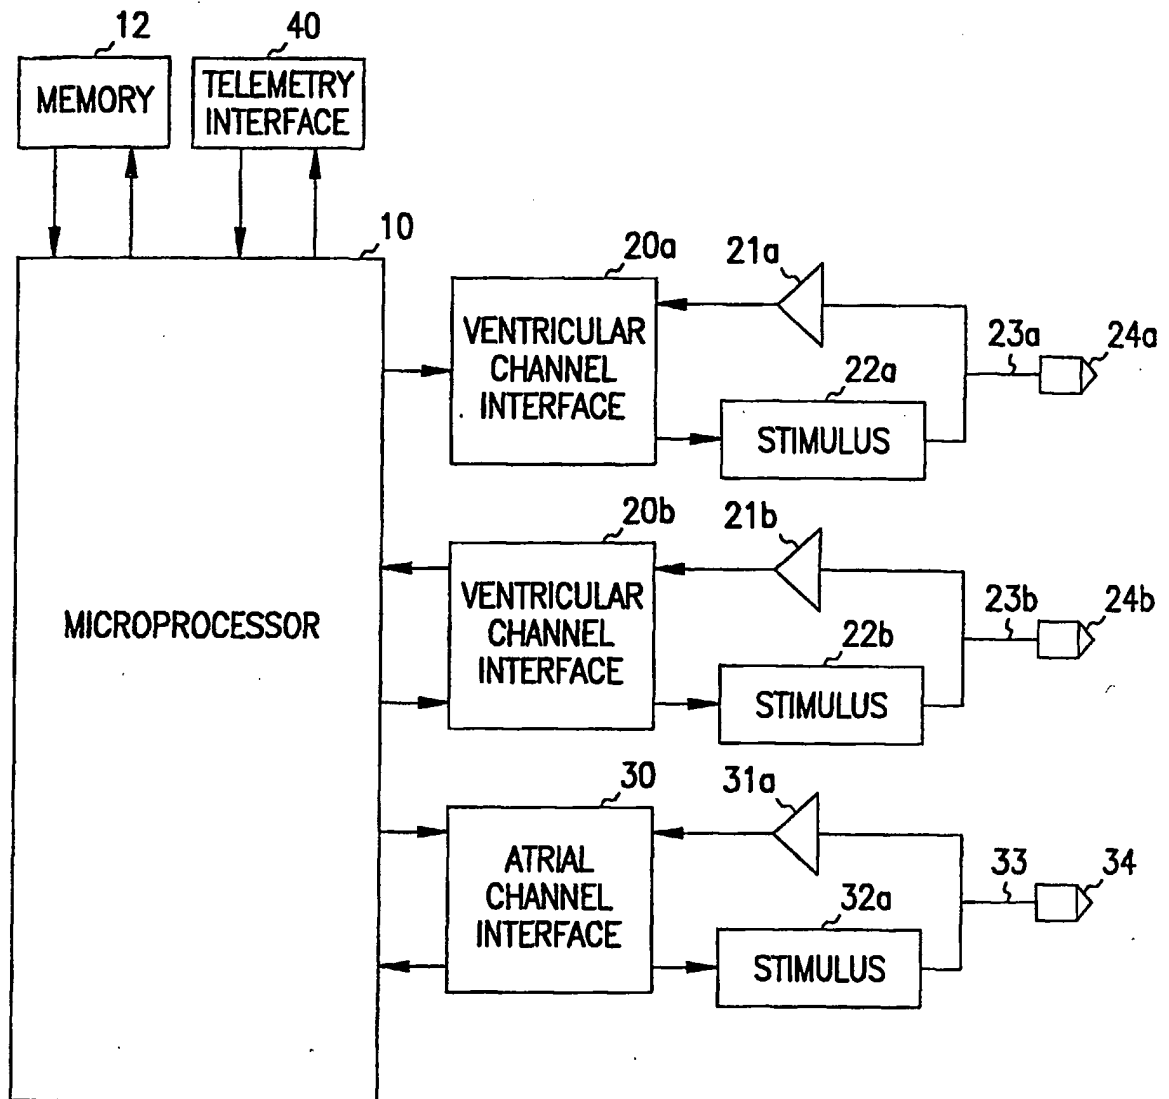 12
40
MEMORY
TELEMETRY
INTERFACE
10
MICROPROCESSOR
20a
21a
VENTRICULAR
CHANNEL
INTERFACE
22a
STIMULUS
23a
24a
20b
21b
VENTRICULAR
CHANNEL
INTERFACE
22b
STIMULUS
23b
24b
30
31a
ATRIAL
CHANNEL
INTERFACE
32a
STIMULUS
33
34